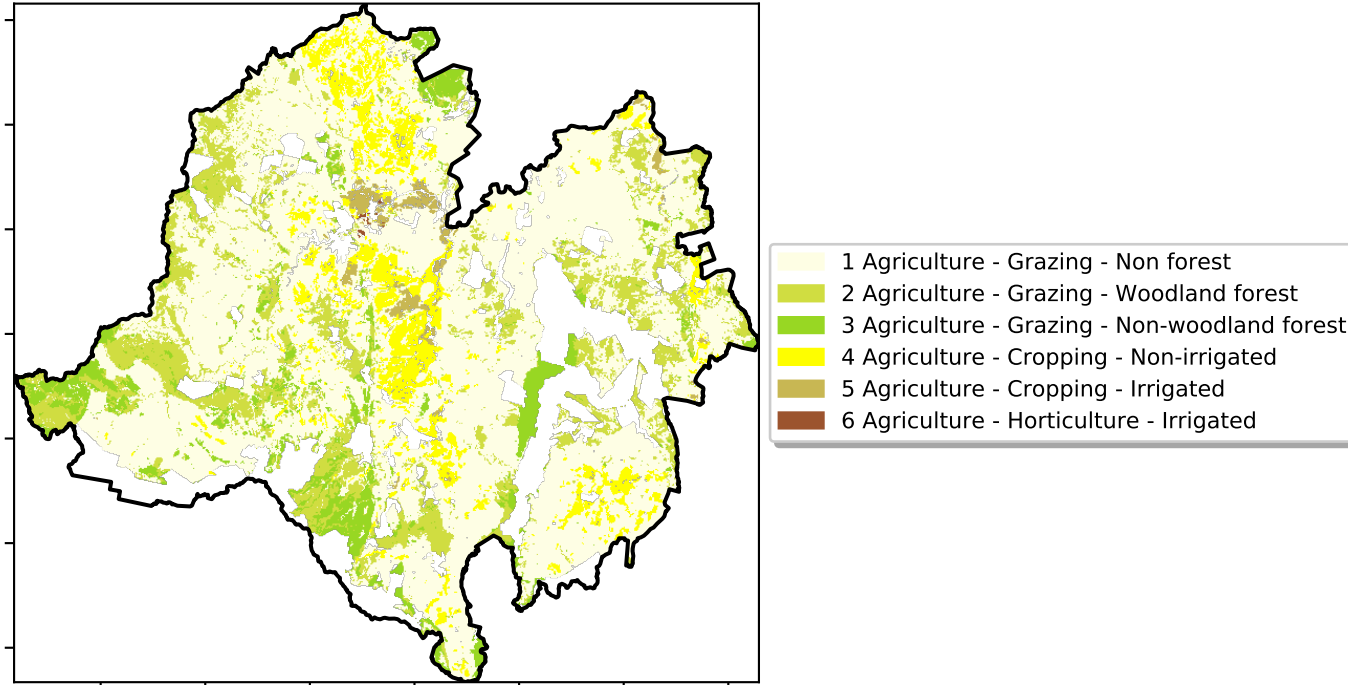 1 Agriculture - Grazing - Non forest
2 Agriculture - Grazing - Woodland forest
3 Agriculture - Grazing - Non-woodland forest
4 Agriculture - Cropping - Non-irrigated
5 Agriculture - Cropping - Irrigated
6 Agriculture - Horticulture - Irrigated